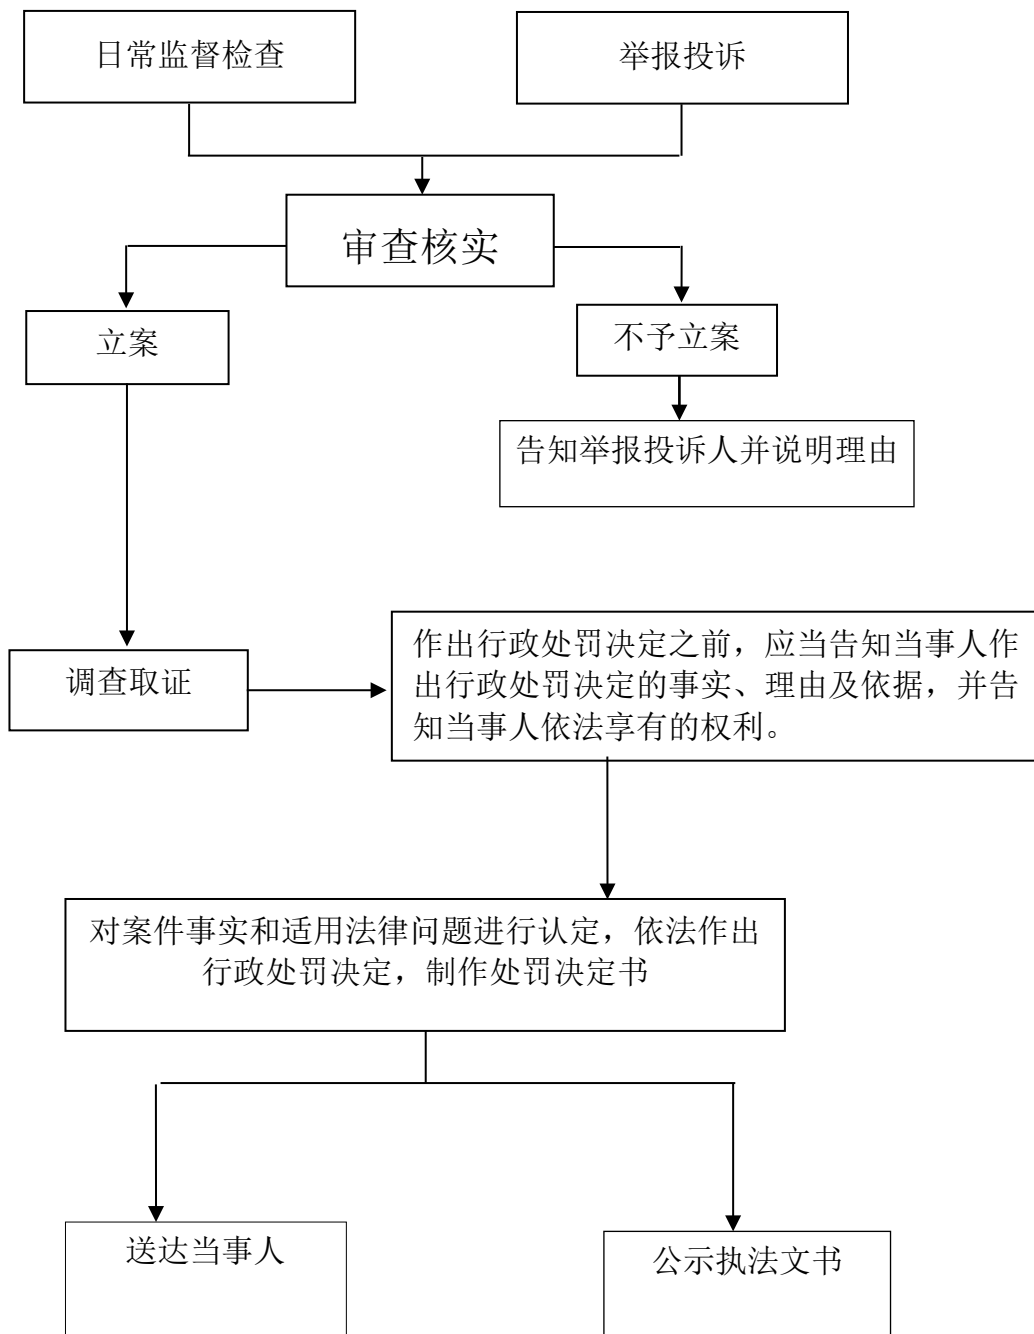 日常监督检查
举报投诉
审查核实
立案
不予立案
告知举报投诉人并说明理由
调查取证
作出行政处罚决定之前，应当告知当事人作
出行政处罚决定的事实、理由及依据，并告
知当事人依法享有的权利。
对案件事实和适用法律问题进行认定，依法作出
行政处罚决定，制作处罚决定书
送达当事人
公示执法文书